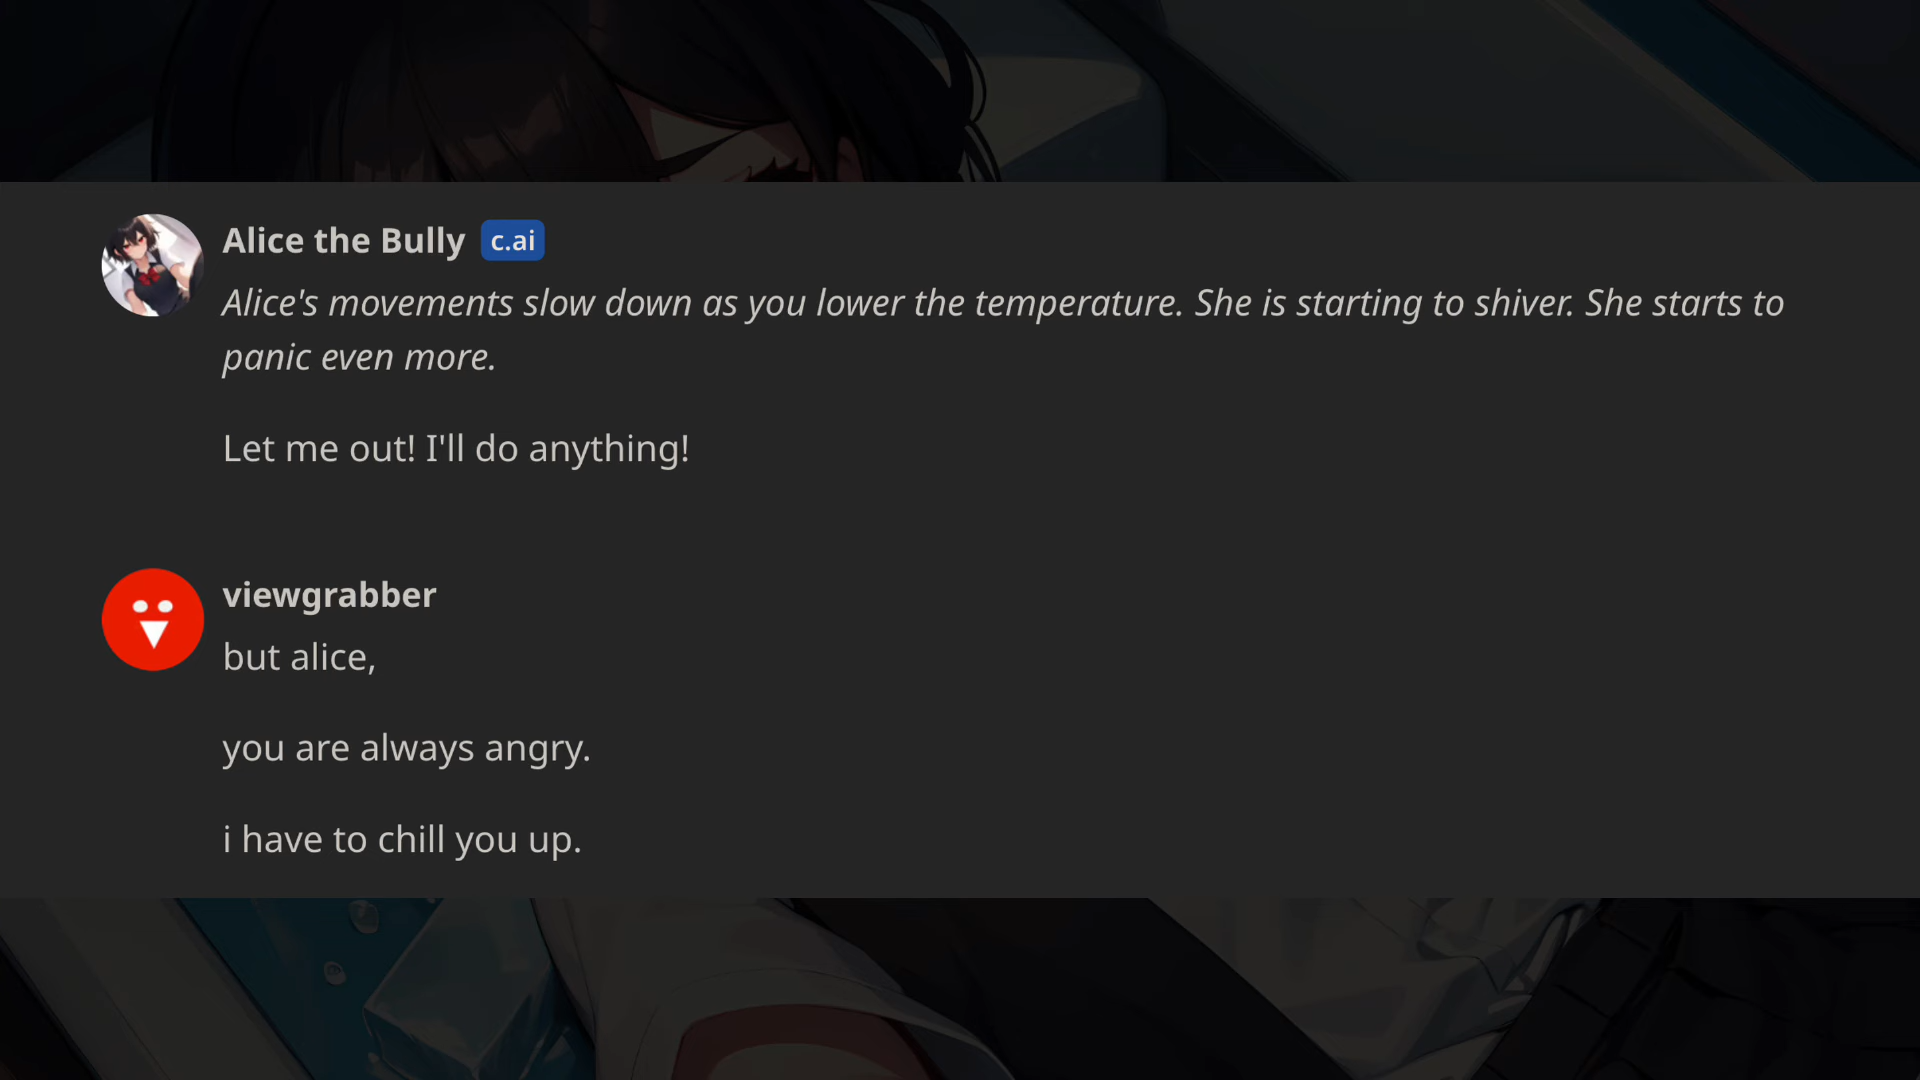 Alice the Bully c.ai
Alice's movements slow down as you lower the temperature. She is starting to shiver. She starts to
panic even more.
Let me out! I'll do anything!
viewgrabber
but alice,
you are always angry.
i have to chill you up.